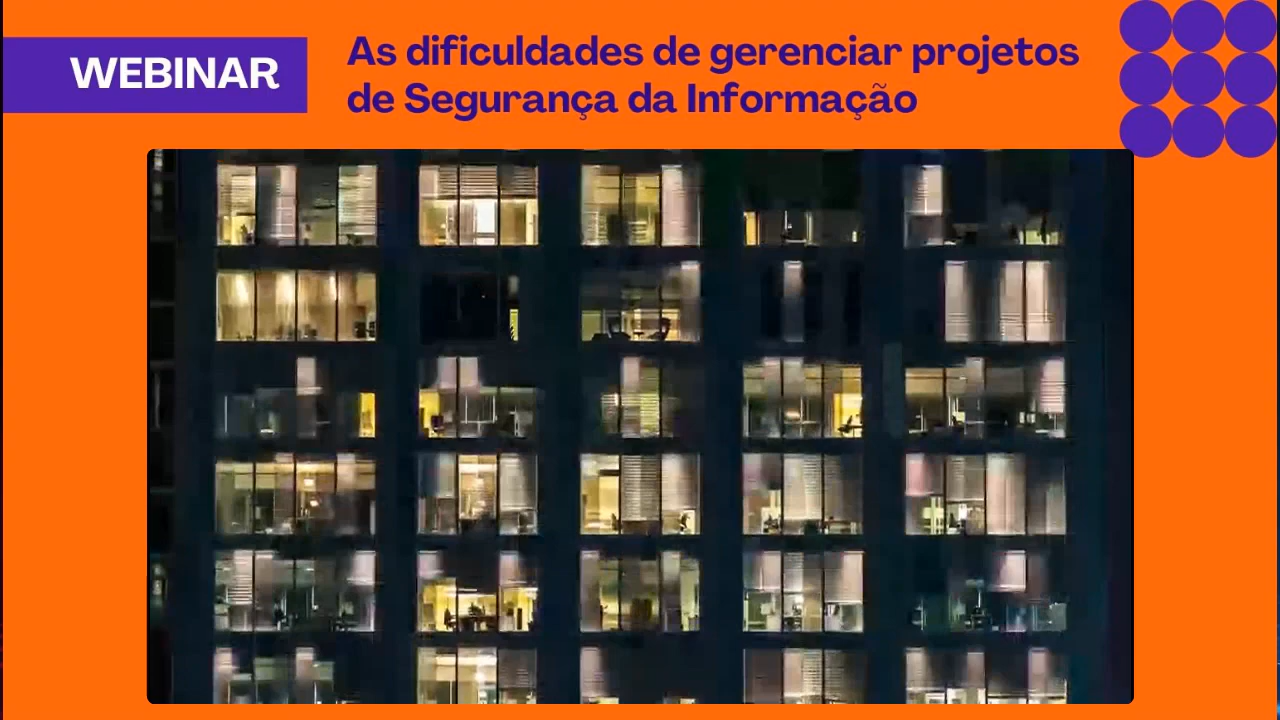 WEBINAR
As dificuldades de gerenciar projetos
de Segurança da Informação